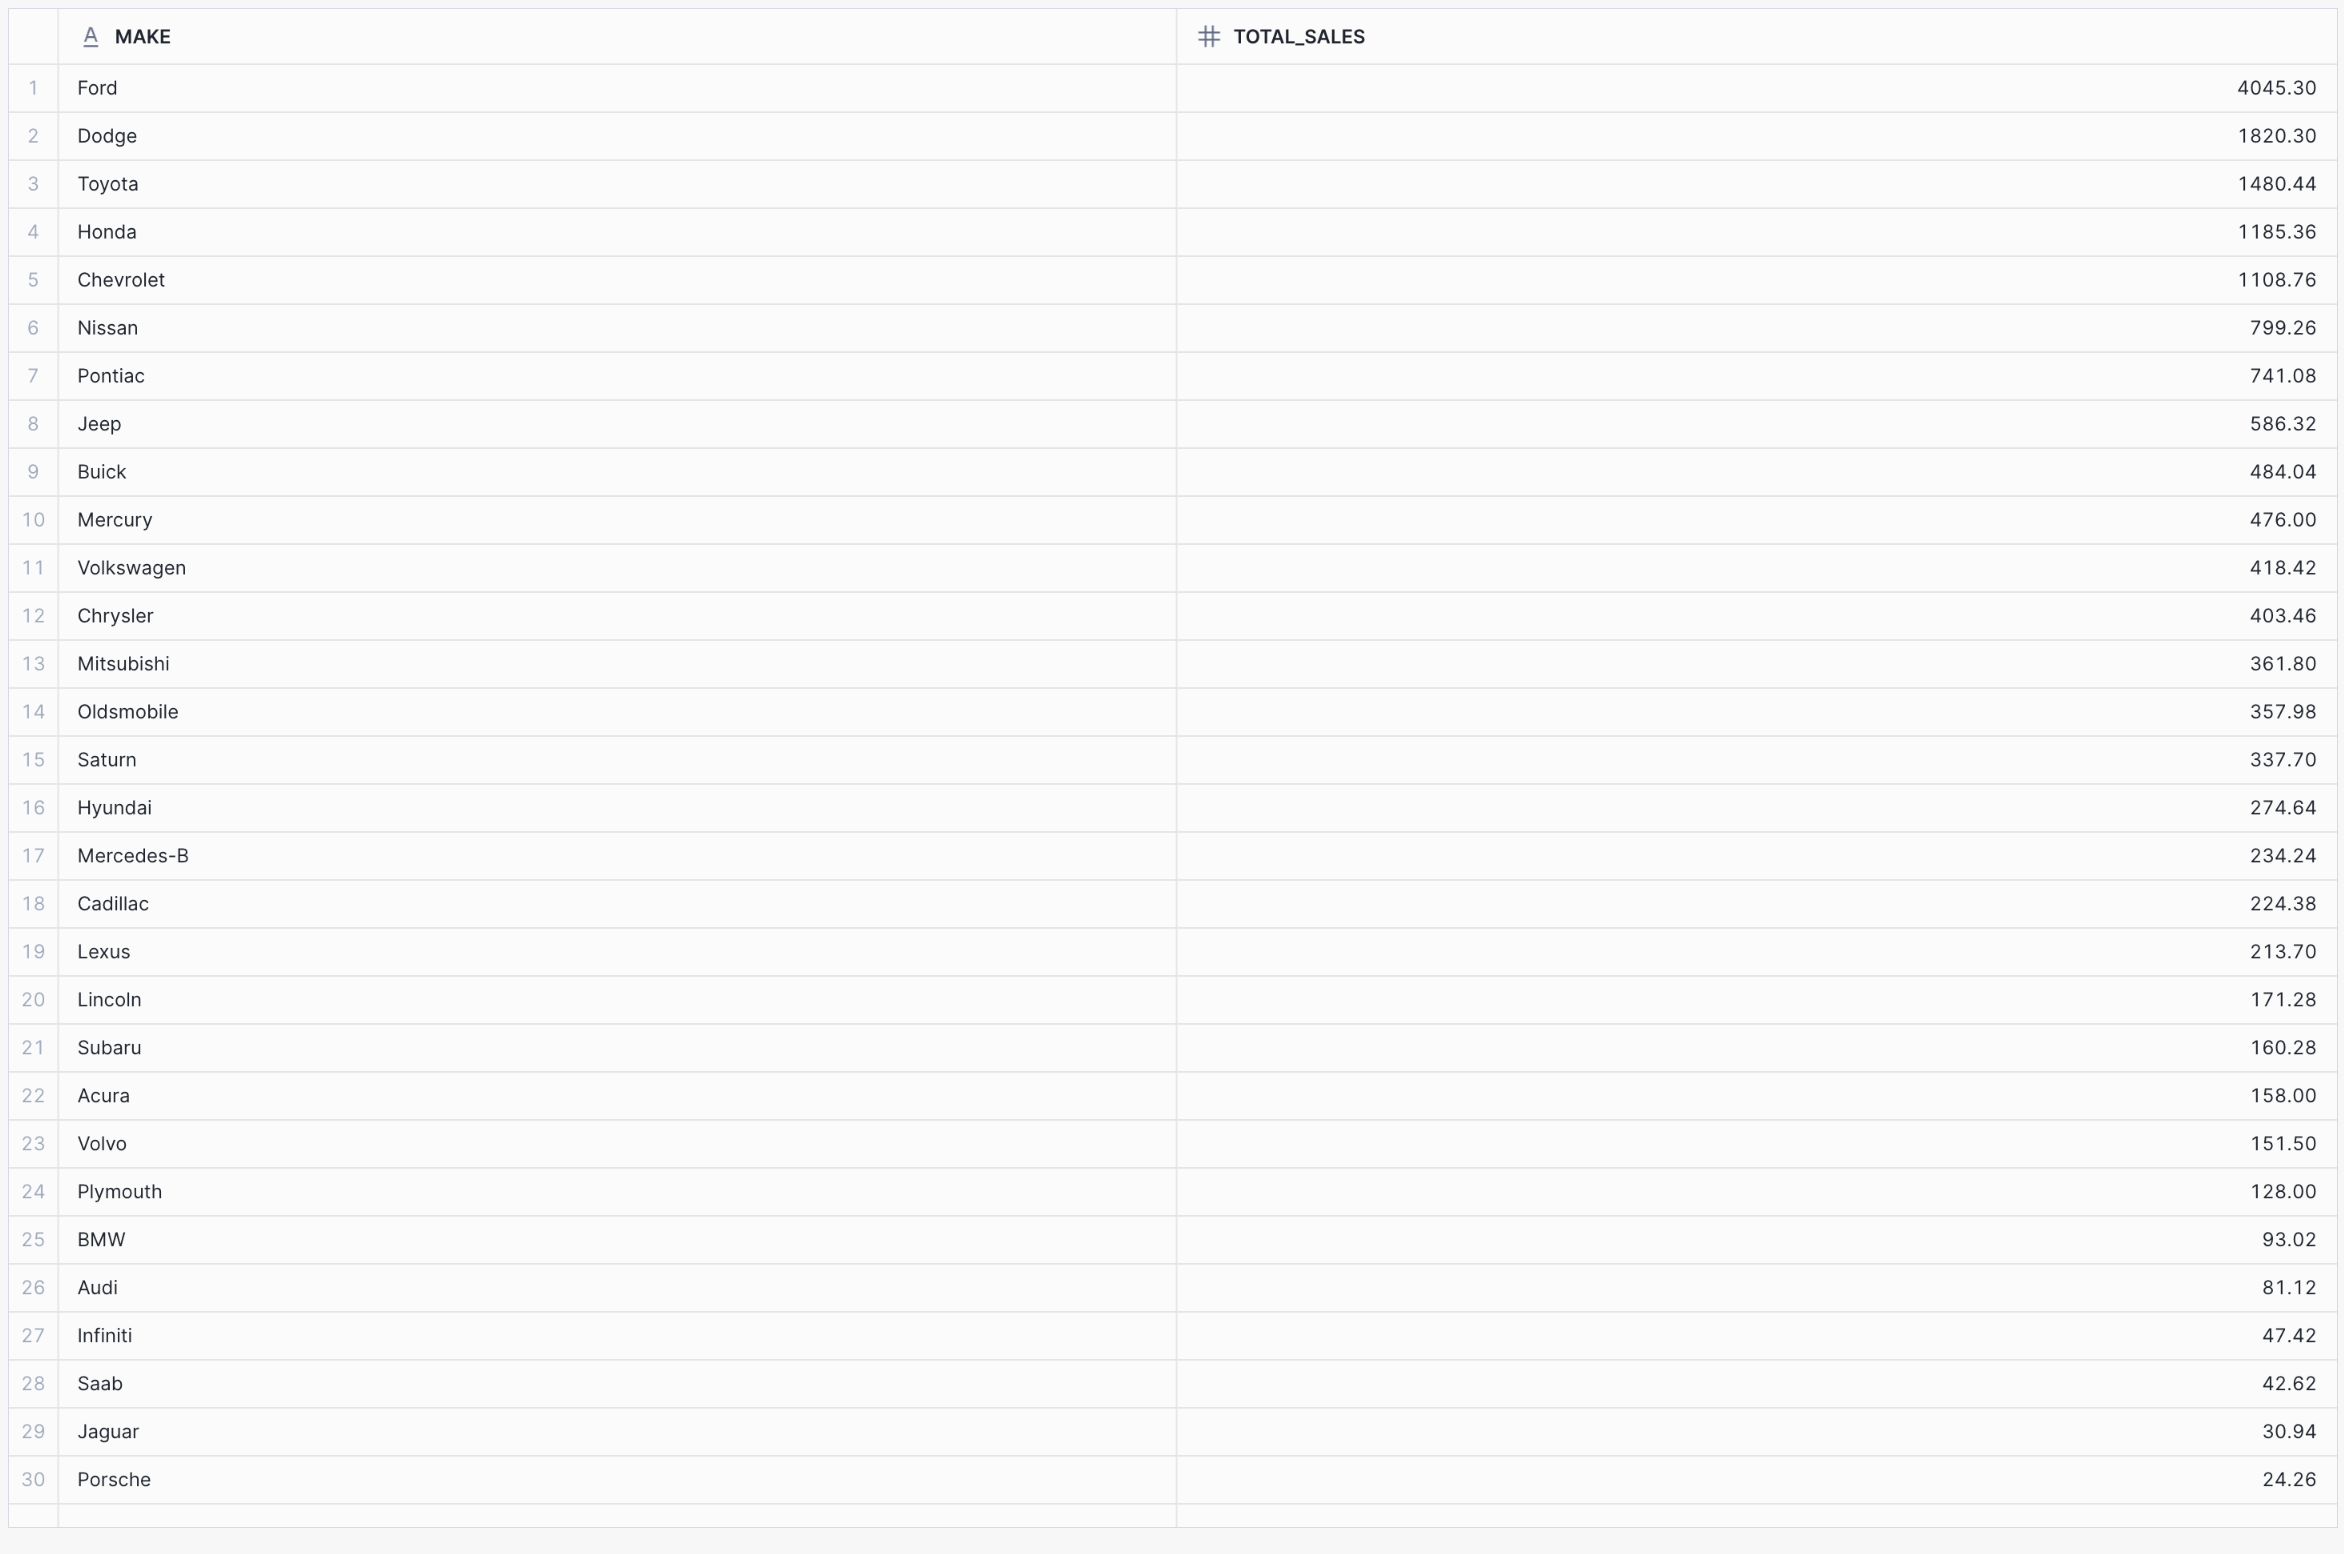 A MAKE # TOTAL_SALES
1 Ford 4045.30
2 Dodge 1820.30
3 Toyota 1480.44
4 Honda 1185.36
5 Chevrolet 1108.76
6 Nissan 799.26
7 Pontiac 741.08
8 Jeep 586.32
9 Buick 484.04
10 Mercury 476.00
11 Volkswagen 418.42
12 Chrysler 403.46
13 Mitsubishi 361.80
14 Oldsmobile 357.98
15 Saturn 337.70
16 Hyundai 274.64
17 Mercedes-B 234.24
18 Cadillac 224.38
19 Lexus 213.70
20 Lincoln 171.28
21 Subaru 160.28
22 Acura 158.00
23 Volvo 151.50
24 Plymouth 128.00
25 BMW 93.02
26 Audi 81.12
27 Infiniti 47.42
28 Saab 42.62
29 Jaguar 30.94
30 Porsche 24.26